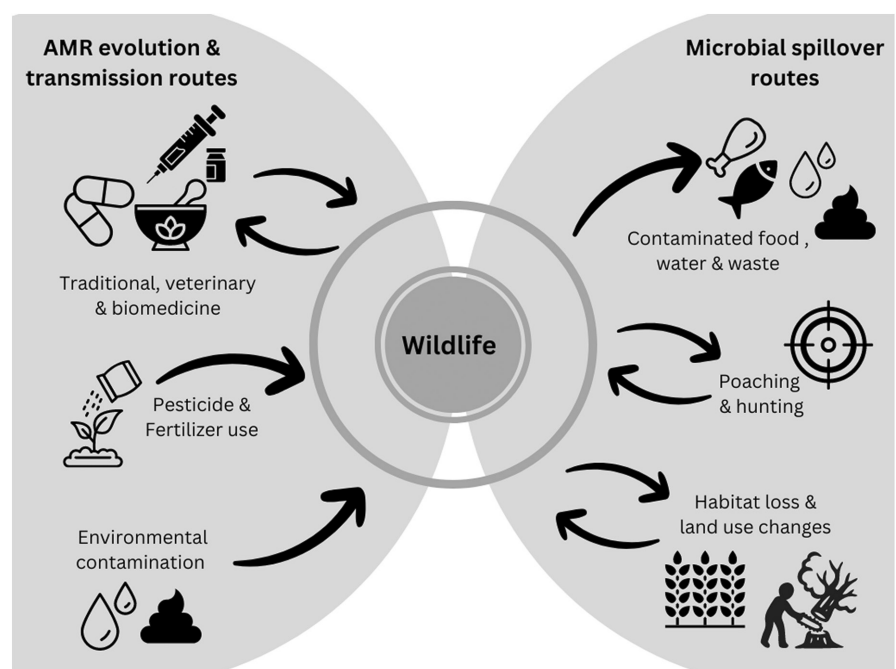 AMR evolution &
transmission routes
Microbial spillover
routes
Traditional, veterinary
& biomedicine
Contaminated food ,
water & waste
Wildlife
Pesticide &
Fertilizer use
Poaching
& hunting
Environmental
contamination
Habitat loss &
land use changes